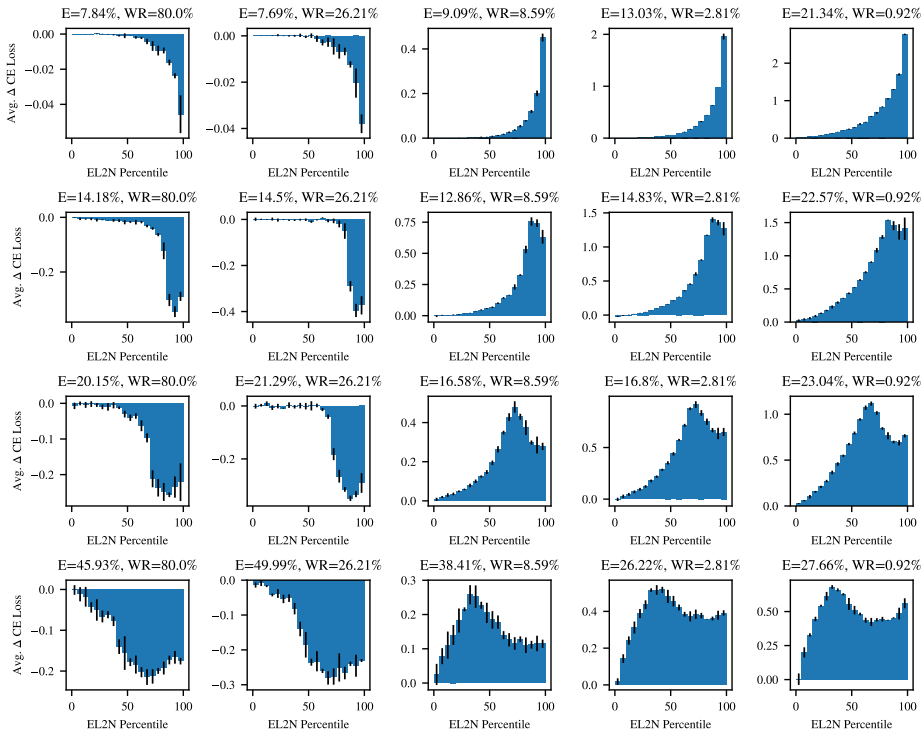 E=7.84%, WR=80.0%
E=7.69%, WR=26.21%
E=9.09%, WR=8.59%
E=13.03%, WR=2.81%
E=21.34%, WR=0.92%
Avg. Δ CE Loss
0.00
−0.02
−0.04
0 50 100
EL2N Percentile
0.00
−0.02
−0.04
0 50 100
EL2N Percentile
0.4
0.2
0.0
0 50 100
EL2N Percentile
2
1
0
0 50 100
EL2N Percentile
2
1
0
0 50 100
EL2N Percentile
E=14.18%, WR=80.0%
E=14.5%, WR=26.21%
E=12.86%, WR=8.59%
E=14.83%, WR=2.81%
E=22.57%, WR=0.92%
Avg. Δ CE Loss
0.0
−0.2
0 50 100
EL2N Percentile
0.0
−0.2
−0.4
0 50 100
EL2N Percentile
0.75
0.50
0.25
0.00
0 50 100
EL2N Percentile
1.5
1.0
0.5
0.0
0 50 100
EL2N Percentile
1.5
1.0
0.5
0.0
0 50 100
EL2N Percentile
E=20.15%, WR=80.0%
E=21.29%, WR=26.21%
E=16.58%, WR=8.59%
E=16.8%, WR=2.81%
E=23.04%, WR=0.92%
Avg. Δ CE Loss
0.0
−0.1
−0.2
0 50 100
EL2N Percentile
0.0
−0.2
0 50 100
EL2N Percentile
0.4
0.2
0.0
0 50 100
EL2N Percentile
0.5
0.0
0 50 100
EL2N Percentile
1.0
0.5
0.0
0 50 100
EL2N Percentile
E=45.93%, WR=80.0%
E=49.99%, WR=26.21%
E=38.41%, WR=8.59%
E=26.22%, WR=2.81%
E=27.66%, WR=0.92%
Avg. Δ CE Loss
0.0
−0.1
−0.2
0 50 100
EL2N Percentile
0.0
−0.1
−0.2
−0.3
0 50 100
EL2N Percentile
0.3
0.2
0.1
0.0
0 50 100
EL2N Percentile
0.4
0.2
0.0
0 50 100
EL2N Percentile
0.50
0.25
0.00
0 50 100
EL2N Percentile